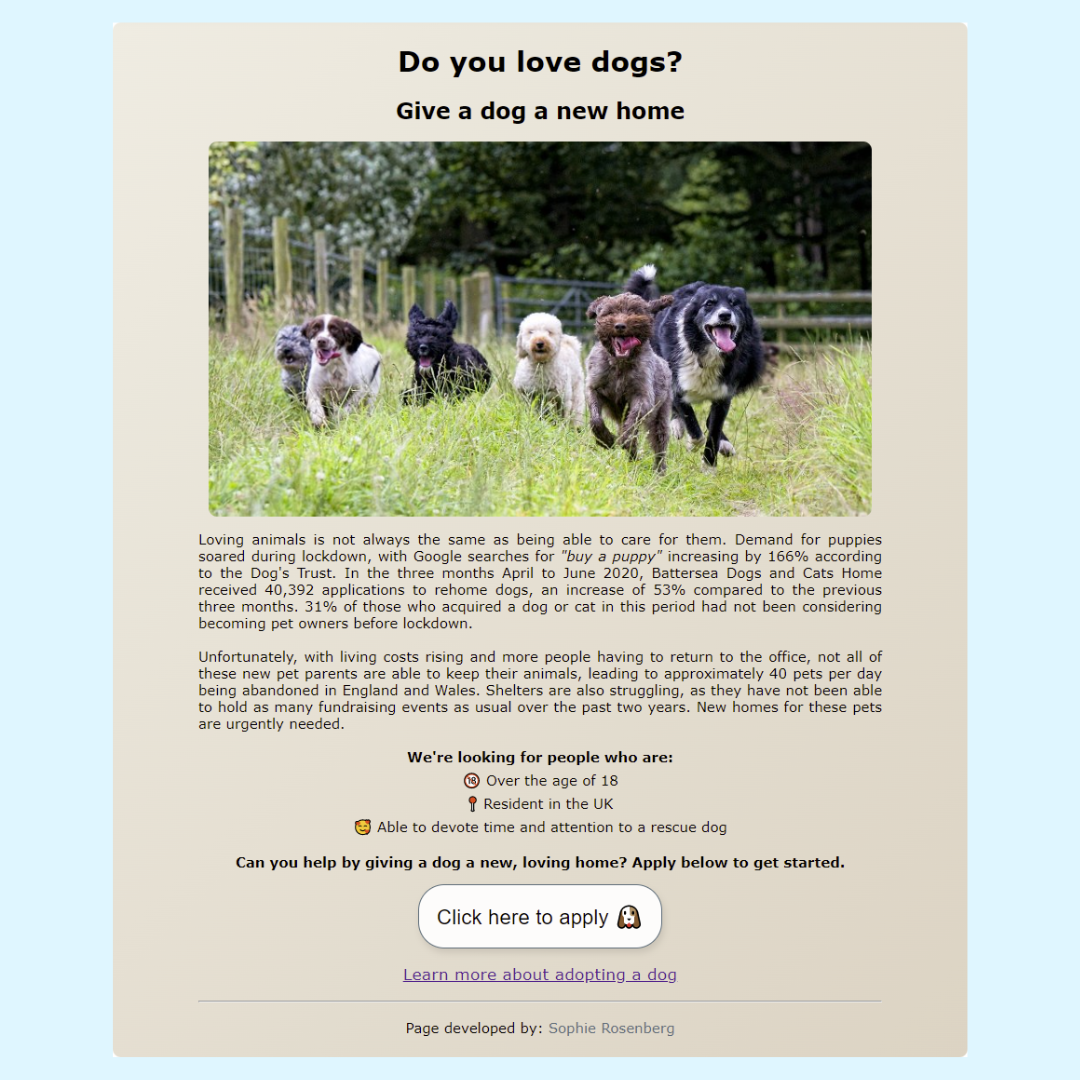 Do you love dogs?
Give a dog a new home
Loving animals is not always the same as being able to care for them. Demand for puppies
soared during lockdown, with Google searches for "buy a puppy" increasing by 166% according
to the Dog's Trust. In the three months April to June 2020, Battersea Dogs and Cats Home
received 40,392 applications to rehome dogs, an increase of 53% compared to the previous
three months. 31% of those who acquired a dog or cat in this period had not been considering
becoming pet owners before lockdown.
Unfortunately, with living costs rising and more people having to return to the office, not all of
these new pet parents are able to keep their animals, leading to approximately 40 pets per day
being abandoned in England and Wales. Shelters are also struggling, as they have not been able
to hold as many fundraising events as usual over the past two years. New homes for these pets
are urgently needed.
We're looking for people who are:
🔞 Over the age of 18
📍 Resident in the UK
🥰 Able to devote time and attention to a rescue dog
Can you help by giving a dog a new, loving home? Apply below to get started.
Click here to apply 🐶
Learn more about adopting a dog
Page developed by: Sophie Rosenberg